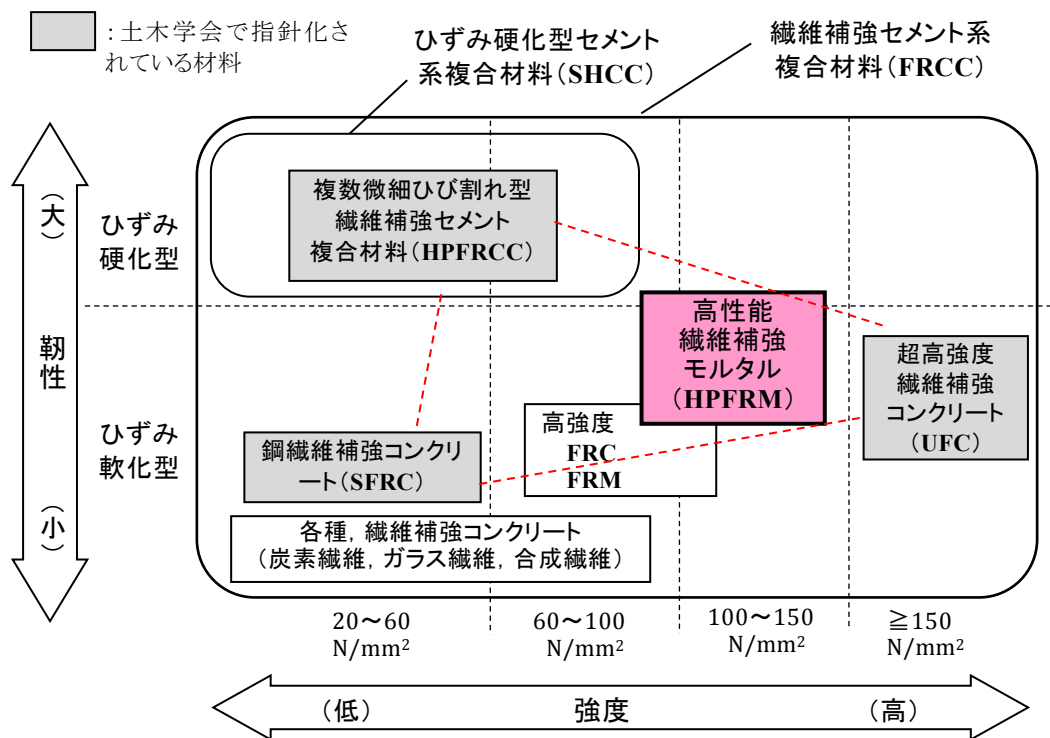 ：土木学会で指針化さ
れている材料
ひずみ硬化型セメント
系複合材料（SHCC）
繊維補強セメント系
複合材料（FRCC）
（大）
靭性
（小）
ひずみ
硬化型
ひずみ
軟化型
複数微細ひび割れ型
繊維補強セメント
複合材料（HPFRCC）
高性能
繊維補強
モルタル
（HPFRM）
超高強度
繊維補強
コンクリート
（UFC）
高強度
FRC
FRM
鋼繊維補強コンクリ
ート（SFRC）
各種，繊維補強コンクリート
（炭素繊維，ガラス繊維，合成繊維）
20～60
N/mm²
60～100
N/mm²
100～150
N/mm²
≧150
N/mm²
（低）
強度
（高）